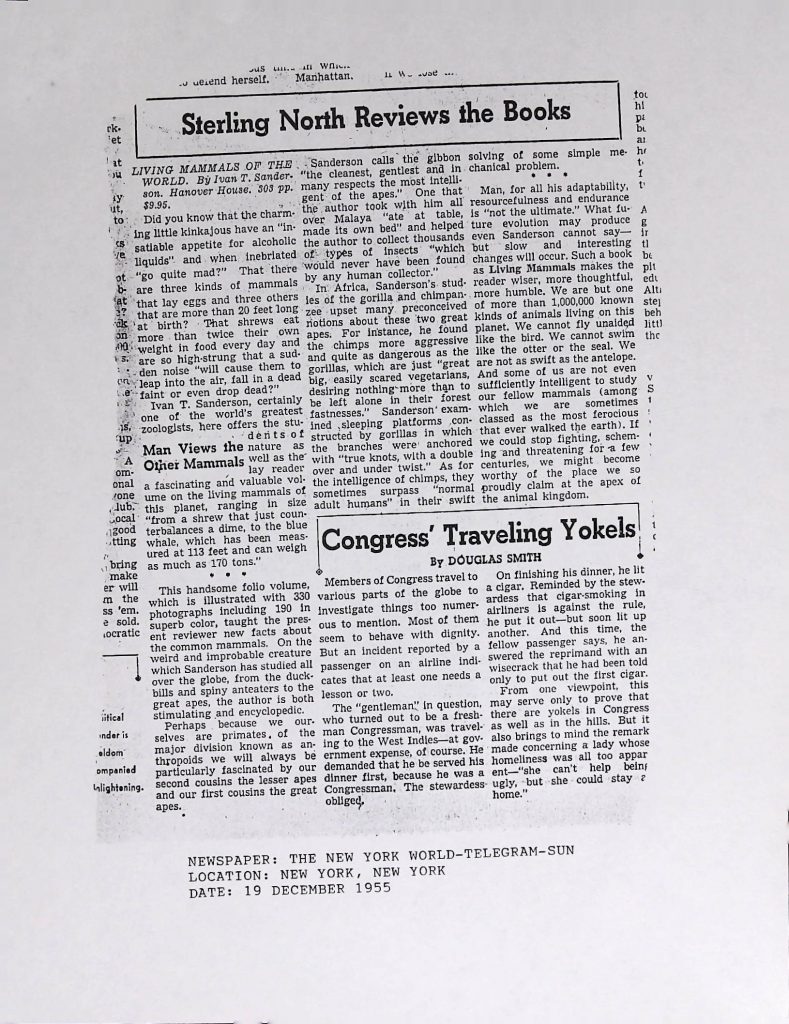 to defend herself. Manhattan.
Sterling North Reviews the Books
LIVING MAMMALS OF THE
WORLD. By Ivan T. Sander-
son. Hanover House. 303 pp.
$9.95.
Did you know that the charm-
ing little kinkajous have an "in-
satiable appetite for alcoholic
liquids" and when inebriated
"go quite mad?" That there
are three kinds of mammals
that lay eggs and three others
that are more than 20 feet long
at birth? That shrews eat
more than twice their own
weight in food every day and
are so high-strung that a sud-
den noise "will cause them to
leap into the air, fall in a dead
faint or even drop dead?"
Ivan T. Sanderson, certainly
one of the world's greatest
zoologists, here offers the stu-
dents of
Man Views the nature as
Other Mammals well as the
lay reader
a fascinating and valuable vol-
ume on the living mammals of
this planet, ranging in size
"from a shrew that just coun-
terbalances a dime, to the blue
whale, which has been meas-
ured at 113 feet and can weigh
as much as 170 tons."
• • •
This handsome folio volume,
which is illustrated with 330
photographs including 190 in
superb color, taught the pres-
ent reviewer new facts about
the common mammals. On the
weird and improbable creature
which Sanderson has studied all
over the globe, from the duck-
bills and spiny anteaters to the
great apes, the author is both
stimulating and encyclopedic.
Perhaps because we our-
selves are primates, of the
major division known as an-
thropoids we will always be
particularly fascinated by our
second cousins the lesser apes
and our first cousins the great
apes.
Sanderson calls the gibbon
"the cleanest, gentlest and in
many respects the most intelli-
gent of the apes." One that
the author took with him all
over Malaya "ate at table,
made its own bed" and helped
the author to collect thousands
of types of insects "which
would never have been found
by any human collector."
In Africa, Sanderson's stud-
ies of the gorilla and chimpan-
zee upset many preconceived
notions about these two great
apes. For instance, he found
the chimps more aggressive
and quite as dangerous as the
gorillas, which are just "great
big, easily scared vegetarians,
desiring nothing more than to
be left alone in their forest
fastnesses." Sanderson exam-
ined sleeping platforms con-
structed by gorillas in which
the branches were anchored
with "true knots, with a double
over and under twist." As for
the intelligence of chimps, they
sometimes surpass "normal
adult humans" in their swift
solving of some simple me-
chanical problem.
• • •
Man, for all his adaptability,
resourcefulness and endurance
is "not the ultimate." What fu-
ture evolution may produce
even Sanderson cannot say—
but slow and interesting
changes will occur. Such a book
as Living Mammals makes the
reader wiser, more thoughtful,
more humble. We are but one
of more than 1,000,000 known
kinds of animals living on this
planet. We cannot fly unaided
like the bird. We cannot swim
like the otter or the seal. We
are not as swift as the antelope.
And some of us are not even
sufficiently intelligent to study
our fellow mammals (among
which we are sometimes
classed as the most ferocious
that ever walked the earth). If
we could stop fighting, schem-
ing and threatening for a few
centuries, we might become
worthy of the place we so
proudly claim at the apex of
the animal kingdom.
Congress' Traveling Yokels
By DOUGLAS SMITH
Members of Congress travel to
various parts of the globe to
investigate things too numer-
ous to mention. Most of them
seem to behave with dignity.
But an incident reported by a
passenger on an airline indi-
cates that at least one needs a
lesson or two.
The "gentleman" in question,
who turned out to be a fresh-
man Congressman, was travel-
ing to the West Indies—at gov-
ernment expense, of course. He
demanded that he be served his
dinner first, because he was a
Congressman. The stewardess
obliged.
On finishing his dinner, he lit
a cigar. Reminded by the stew-
ardess that cigar-smoking in
airliners is against the rule,
he put it out—but soon lit up
another. And this time, the
fellow passenger says, he an-
swered the reprimand with an
wisecrack that he had been told
only to put out the first cigar.
From one viewpoint, this
may serve only to prove that
there are yokels in Congress
as well as in the hills. But it
also brings to mind the remark
made concerning a lady whose
homeliness was all too appar
ent—"she can't help being
ugly, but she could stay a
home."
NEWSPAPER: THE NEW YORK WORLD-TELEGRAM-SUN
LOCATION: NEW YORK, NEW YORK
DATE: 19 DECEMBER 1955